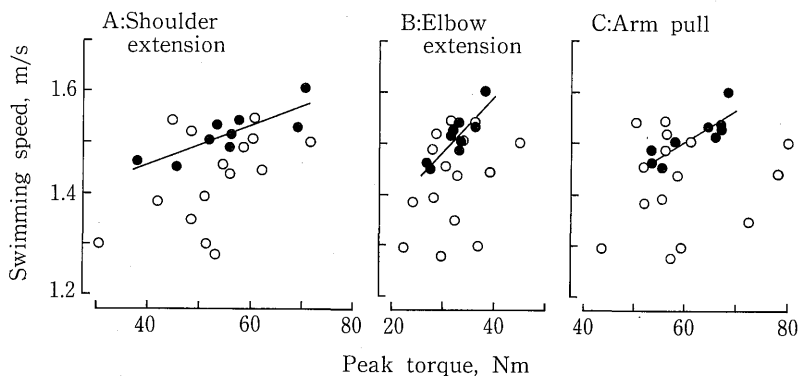 A:Shoulder
extension
B:Elbow
extension
C:Arm pull
Swimming speed, m/s
1.6
1.4
1.2
40
60
80
20
40
40
60
80
Peak torque, Nm